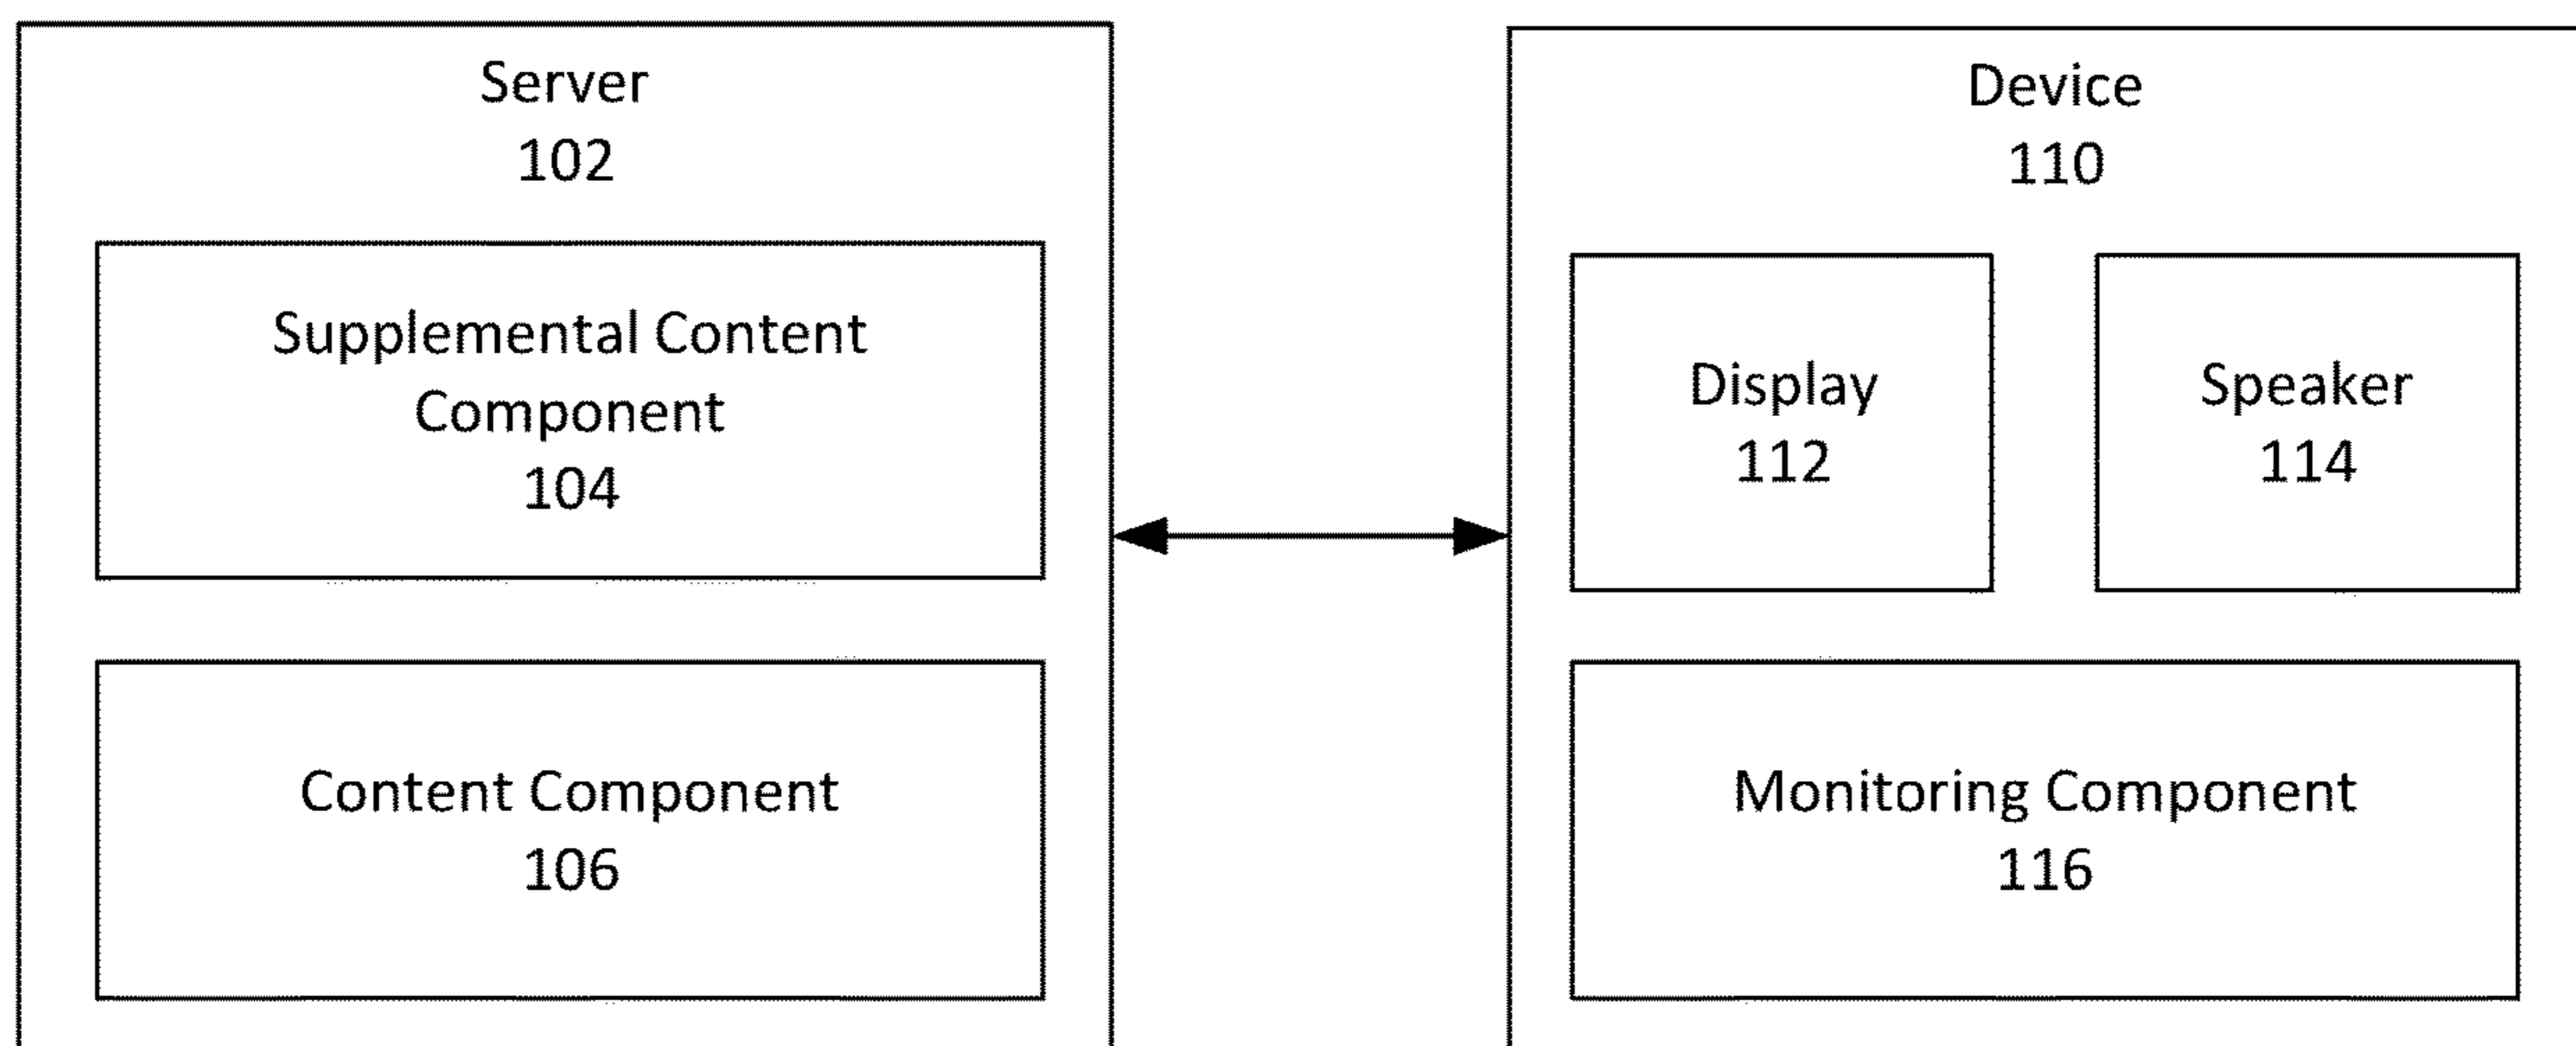 Server
102
Supplemental Content
Component
104
Content Component
106
Device
110
Display
112
Speaker
114
Monitoring Component
116